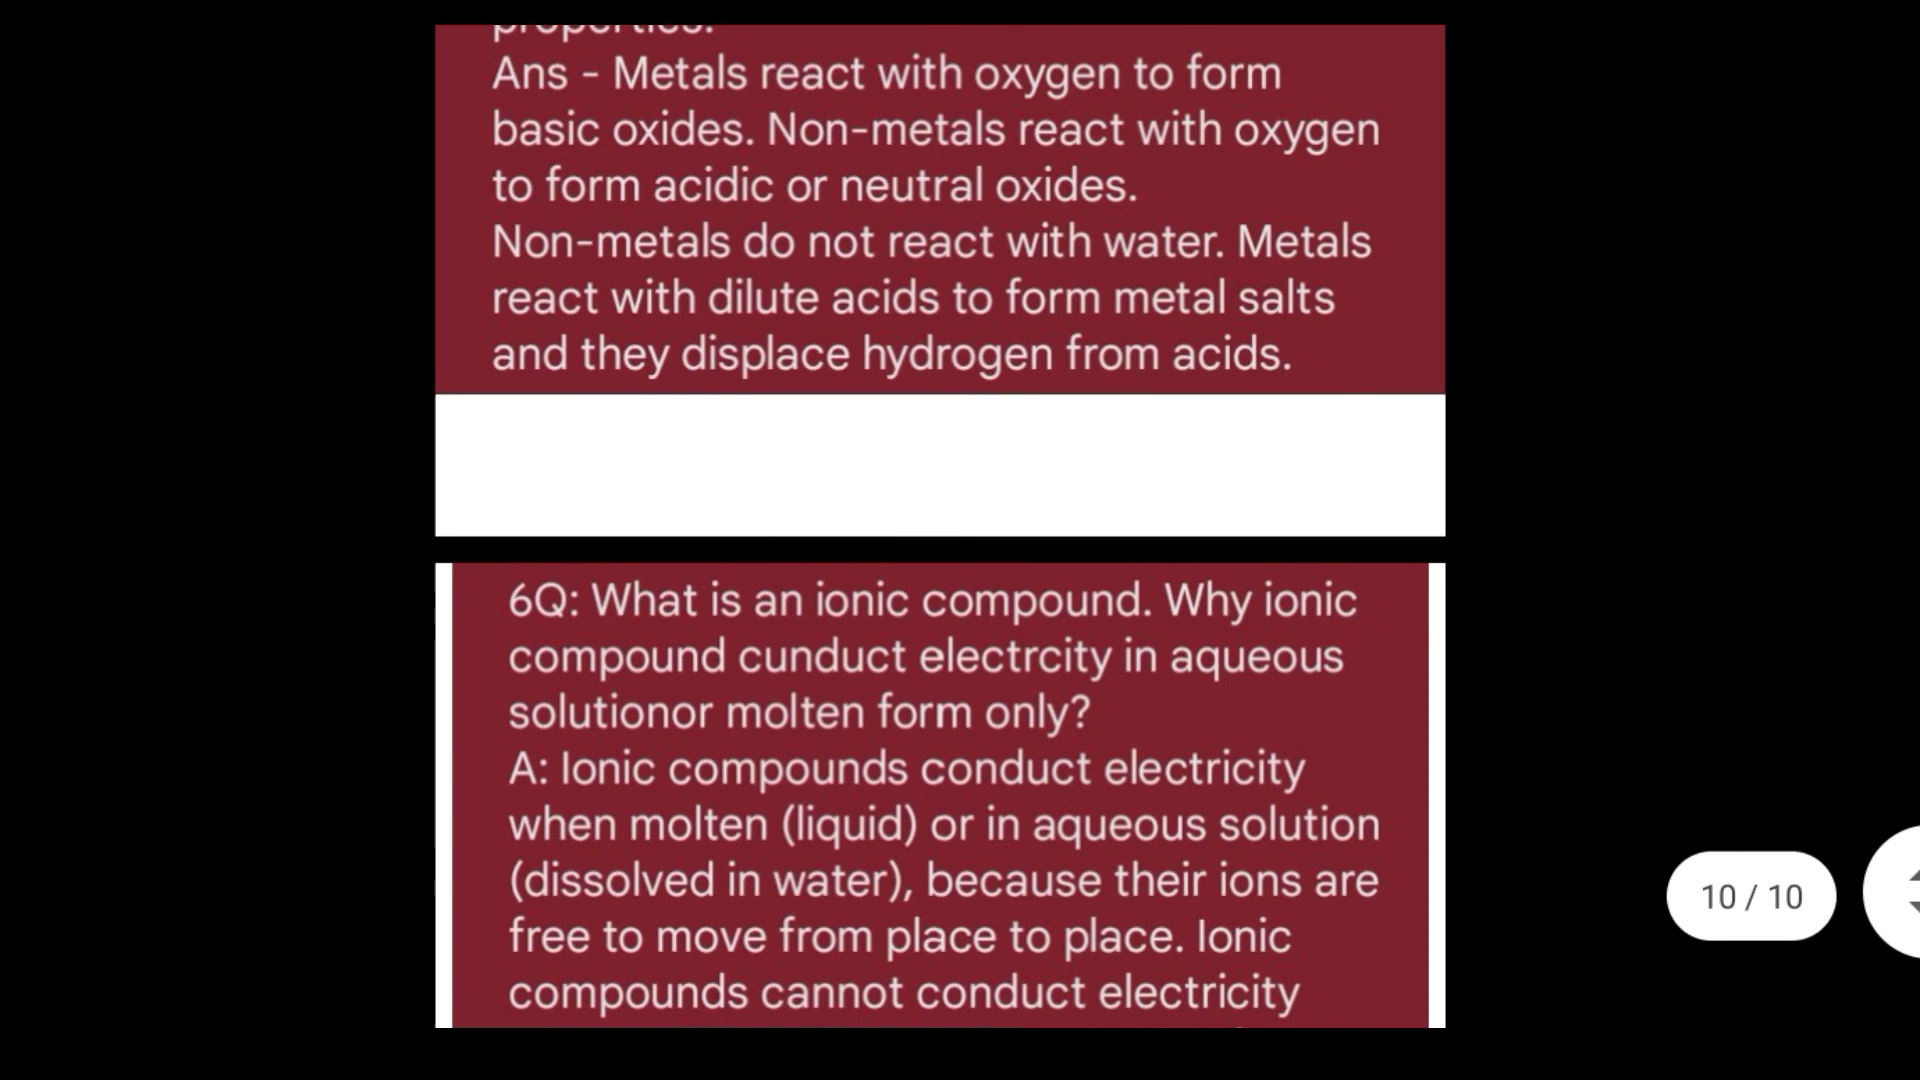 properties.
Ans - Metals react with oxygen to form
basic oxides. Non-metals react with oxygen
to form acidic or neutral oxides.
Non-metals do not react with water. Metals
react with dilute acids to form metal salts
and they displace hydrogen from acids.
6Q: What is an ionic compound. Why ionic
compound cunduct electrcity in aqueous
solutionor molten form only?
A: Ionic compounds conduct electricity
when molten (liquid) or in aqueous solution
(dissolved in water), because their ions are
free to move from place to place. Ionic
compounds cannot conduct electricity
10 / 10